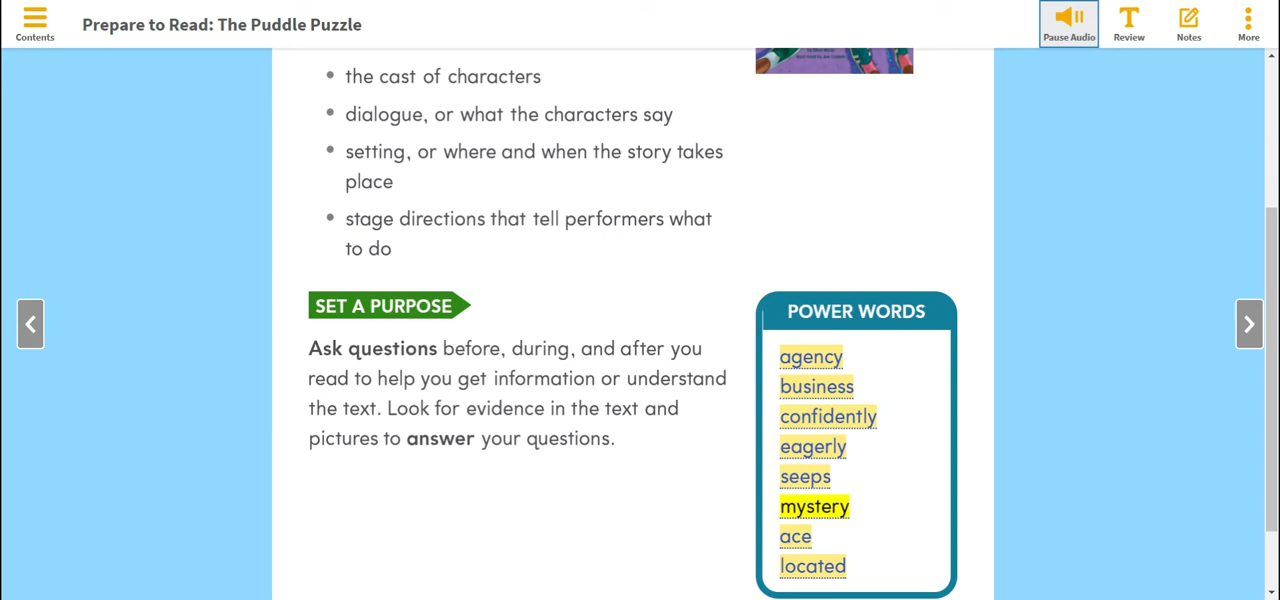 Contents
Prepare to Read: The Puddle Puzzle
Pause Audio
Review
Notes
More
• the cast of characters
• dialogue, or what the characters say
• setting, or where and when the story takes
place
• stage directions that tell performers what
to do
SET A PURPOSE
Ask questions before, during, and after you
read to help you get information or understand
the text. Look for evidence in the text and
pictures to answer your questions.
POWER WORDS
agency
business
confidently
eagerly
seeps
mystery
ace
located